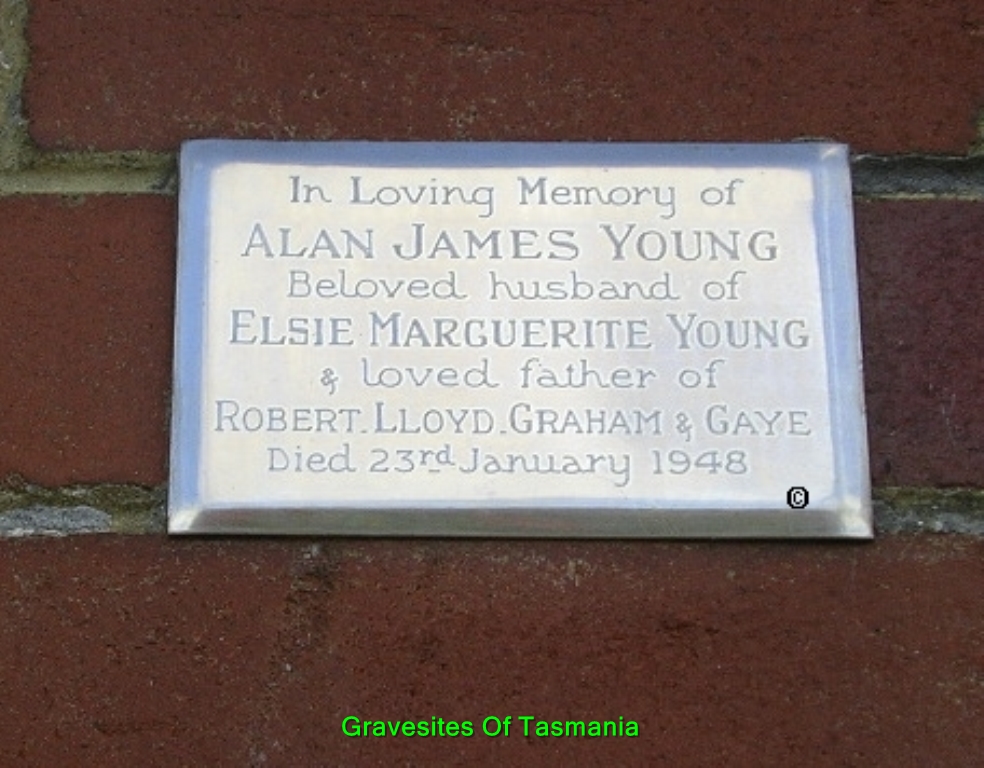 In Loving Memory of
ALAN JAMES YOUNG
Beloved husband of
ELSIE MARGUERITE YOUNG
& loved father of
ROBERT.LLOYD.GRAHAM & GAYE
Died 23rd January 1948
©
Gravesites Of Tasmania